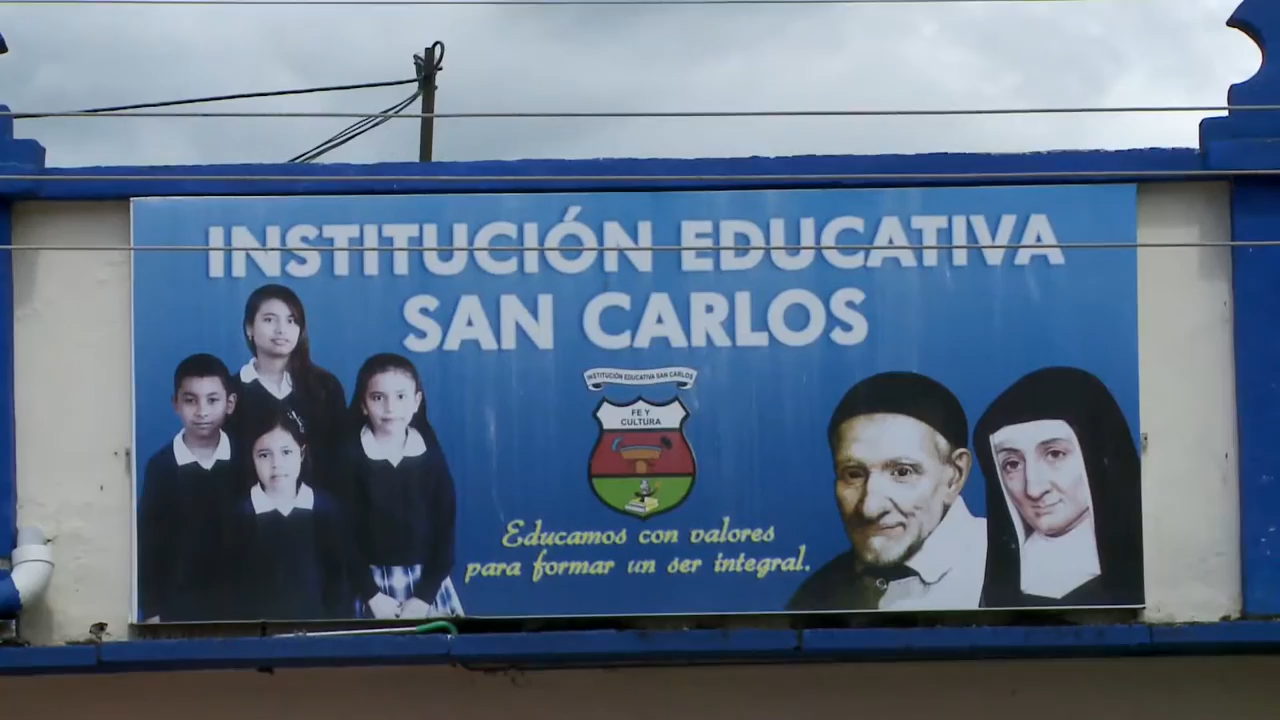 INSTITUCIÓN EDUCATIVA
SAN CARLOS
INSTITUCIÓN EDUCATIVA SAN CARLOS
FE Y
CULTURA
Educamos con valores
para formar un ser integral.